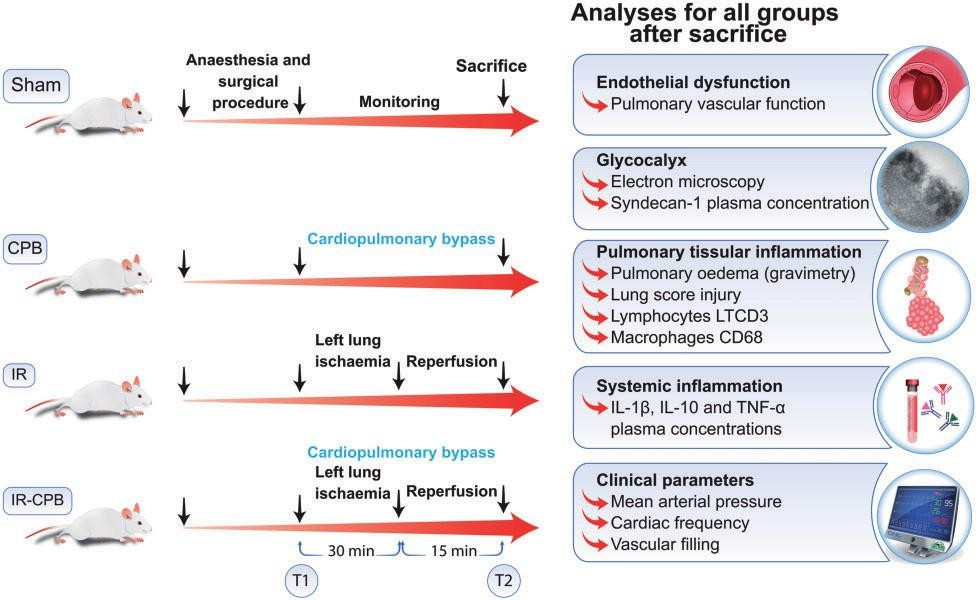 Analyses for all groups
after sacrifice
Sham
Anaesthesia and
surgical
procedure
Monitoring
Sacrifice
CPB
Cardiopulmonary bypass
IR
Left lung
ischaemia
Reperfusion
IR-CPB
Cardiopulmonary bypass
Left lung
ischaemia
Reperfusion
30 min
15 min
T1
T2
Endothelial dysfunction
Pulmonary vascular function
Glycocalyx
Electron microscopy
Syndecan-1 plasma concentration
Pulmonary tissular inflammation
Pulmonary oedema (gravimetry)
Lung score injury
Lymphocytes LTCD3
Macrophages CD68
Systemic inflammation
IL-1β, IL-10 and TNF-α
plasma concentrations
Clinical parameters
Mean arterial pressure
Cardiac frequency
Vascular filling